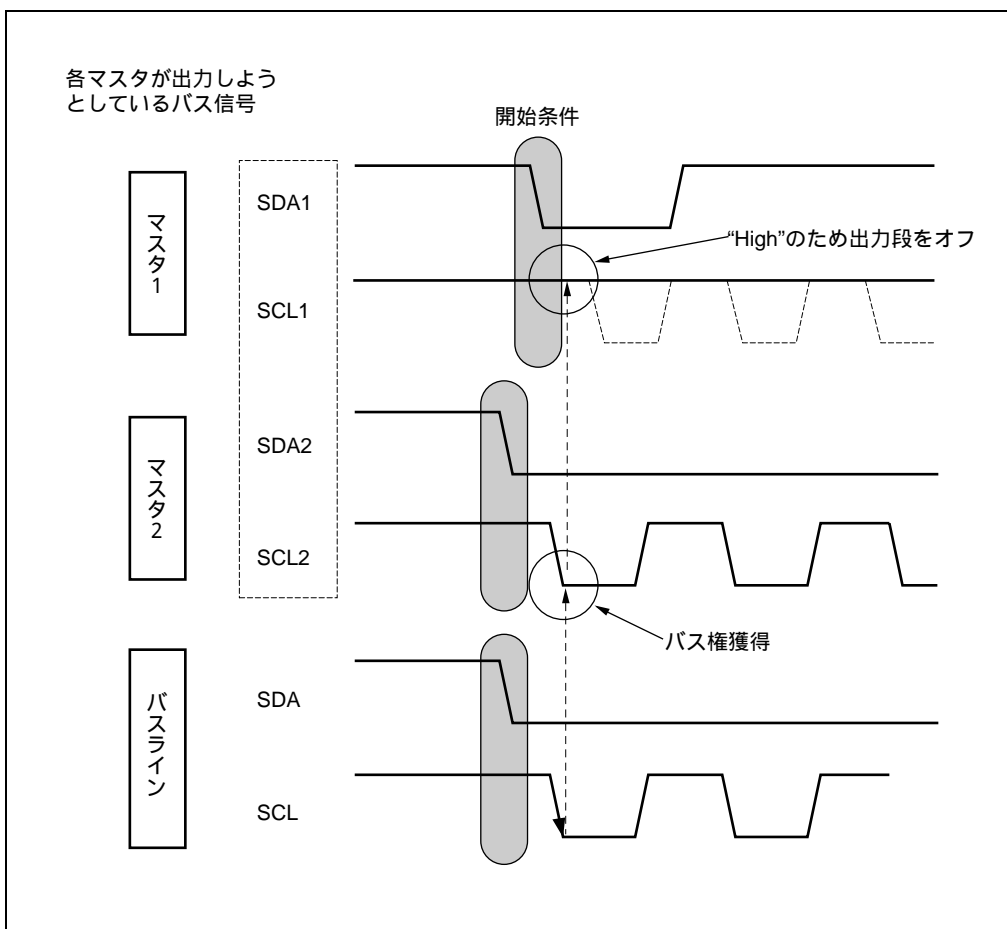 各マスタが出力しよう
としているバス信号
開始条件
マスタ1
SDA1
“High”のため出力段をオフ
SCL1
マスタ2
SDA2
SCL2
バス権獲得
バスライン
SDA
SCL